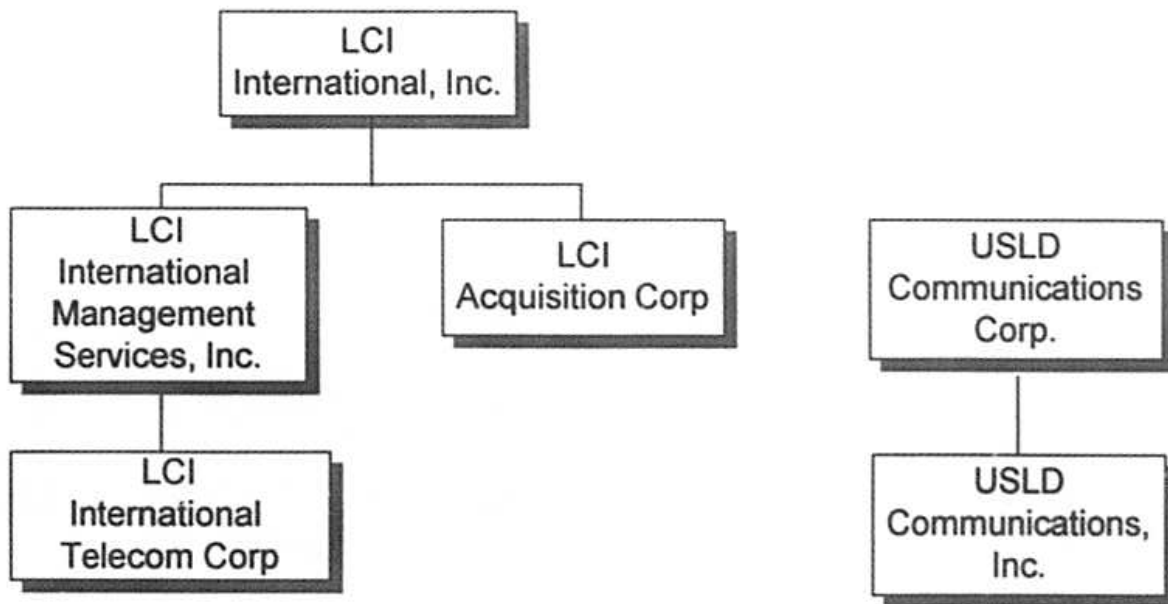 LCI
International, Inc.
LCI
International
Management
Services, Inc.
LCI
Acquisition Corp
USLD
Communications
Corp.
LCI
International
Telecom Corp
USLD
Communications,
Inc.